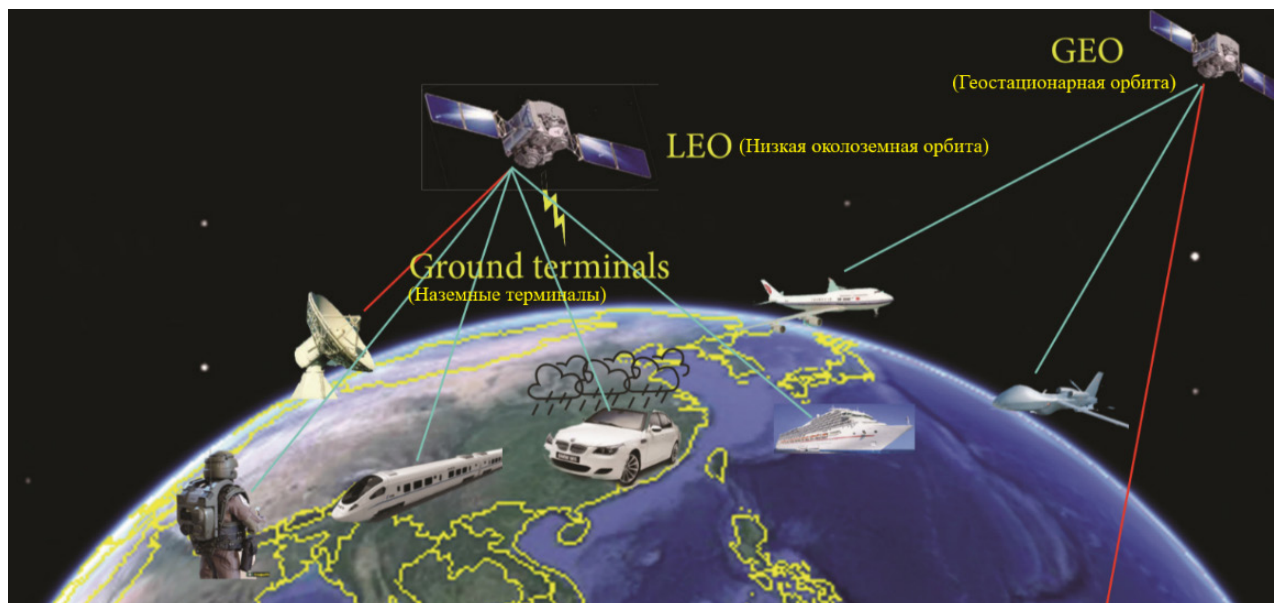 GEO
(Геостационарная орбита)
LEO (Низкая околоземная орбита)
Ground terminals
(Наземные терминалы)